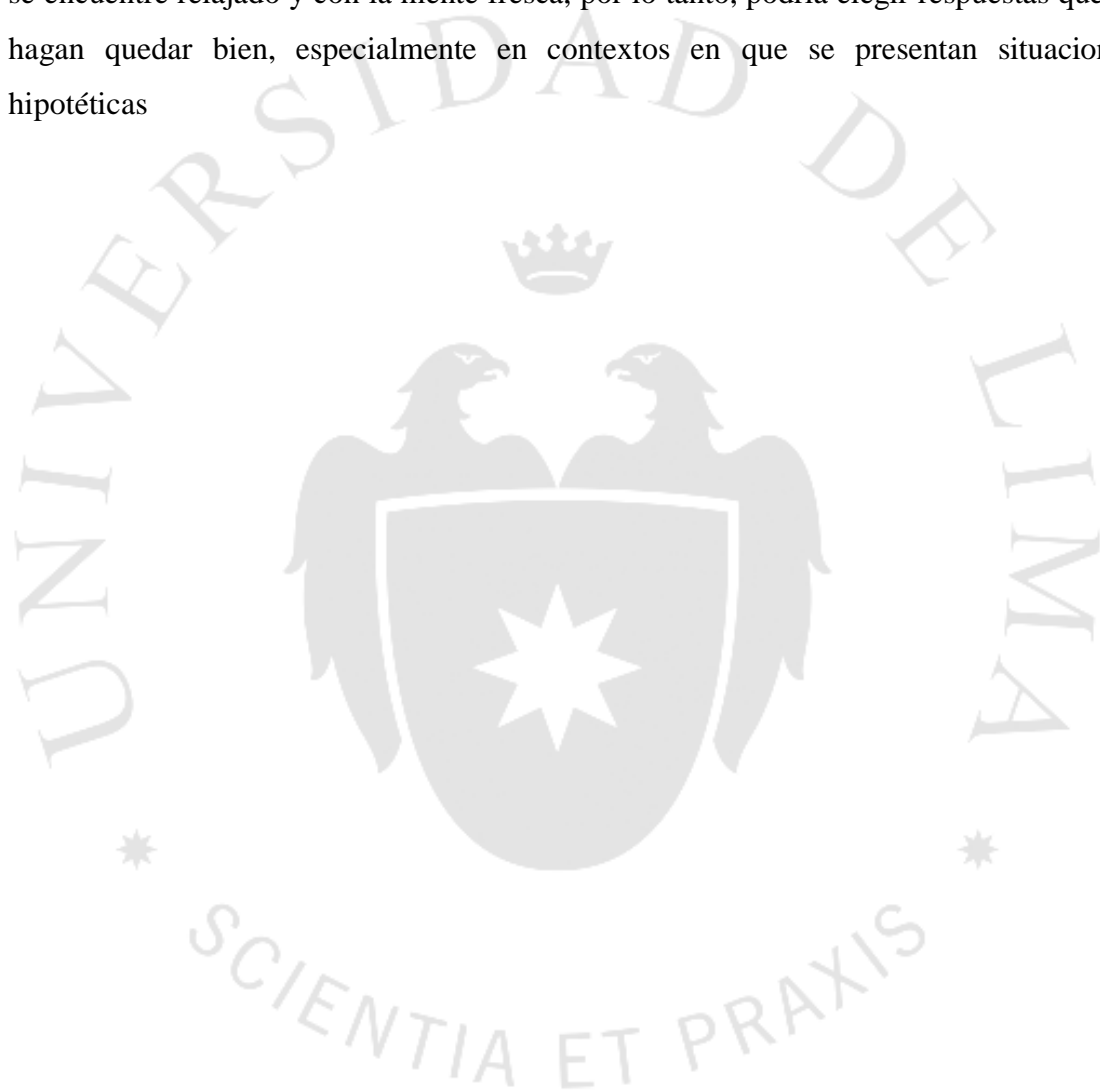 se encuentre relajado y con la mente fresca, por lo tanto, podría elegir respuestas que
hagan quedar bien, especialmente en contextos en que se presentan situacion
hipotéticas
UNIVERSIDAD DE LIMA
SCIENTIA ET PRAXIS